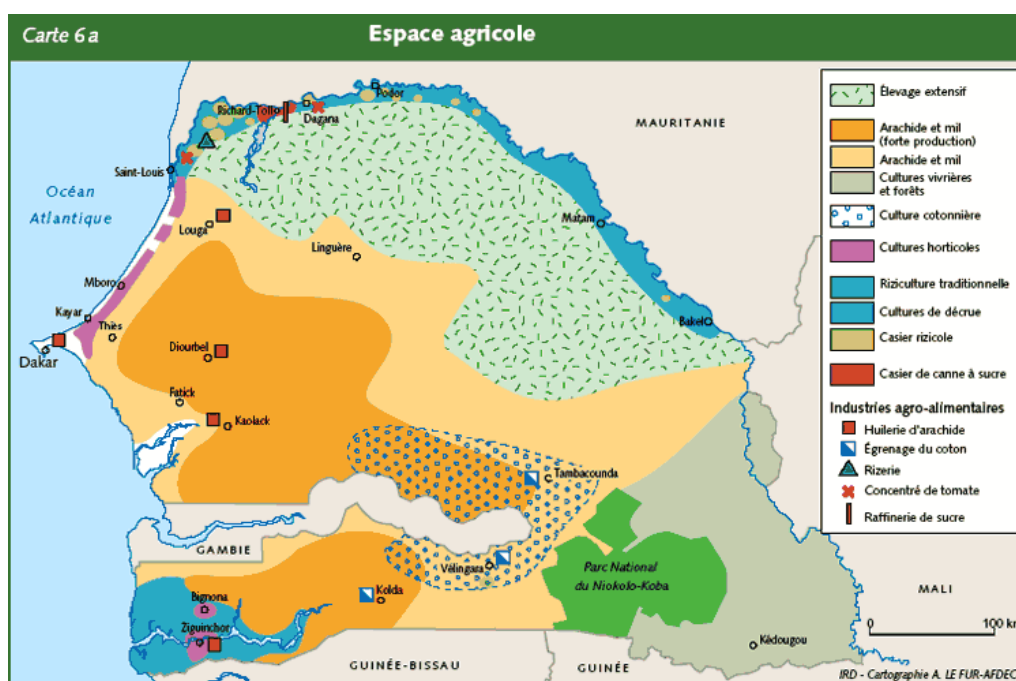 Carte 6 a
Espace agricole
MAURITANIE
Océan
Atlantique
Podor
Richard-Toll
Dagana
Saint-Louis
Matam
Louga
Linguère
Mboro
Kayar
Thiès
Bakel
Dakar
Diourbel
Fatick
Kaolack
Tambacounda
GAMBIE
Vélingara
Parc National
du Niokolo-Koba
Kolda
Bignona
Ziguinchor
Kédougou
MALI
GUINÉE-BISSAU
GUINÉE
0 100 km
Élevage extensif
Arachide et mil
(forte production)
Arachide et mil
Cultures vivrières
et forêts
Culture cotonnière
Cultures horticoles
Riziculture traditionnelle
Cultures de décrue
Casier rizicole
Casier de canne à sucre
Industries agro-alimentaires
Huilerie d'arachide
Égrenage du coton
Rizerie
Concentré de tomate
Raffinerie de sucre
IRD - Cartographie A. LE FUR-AFDEC